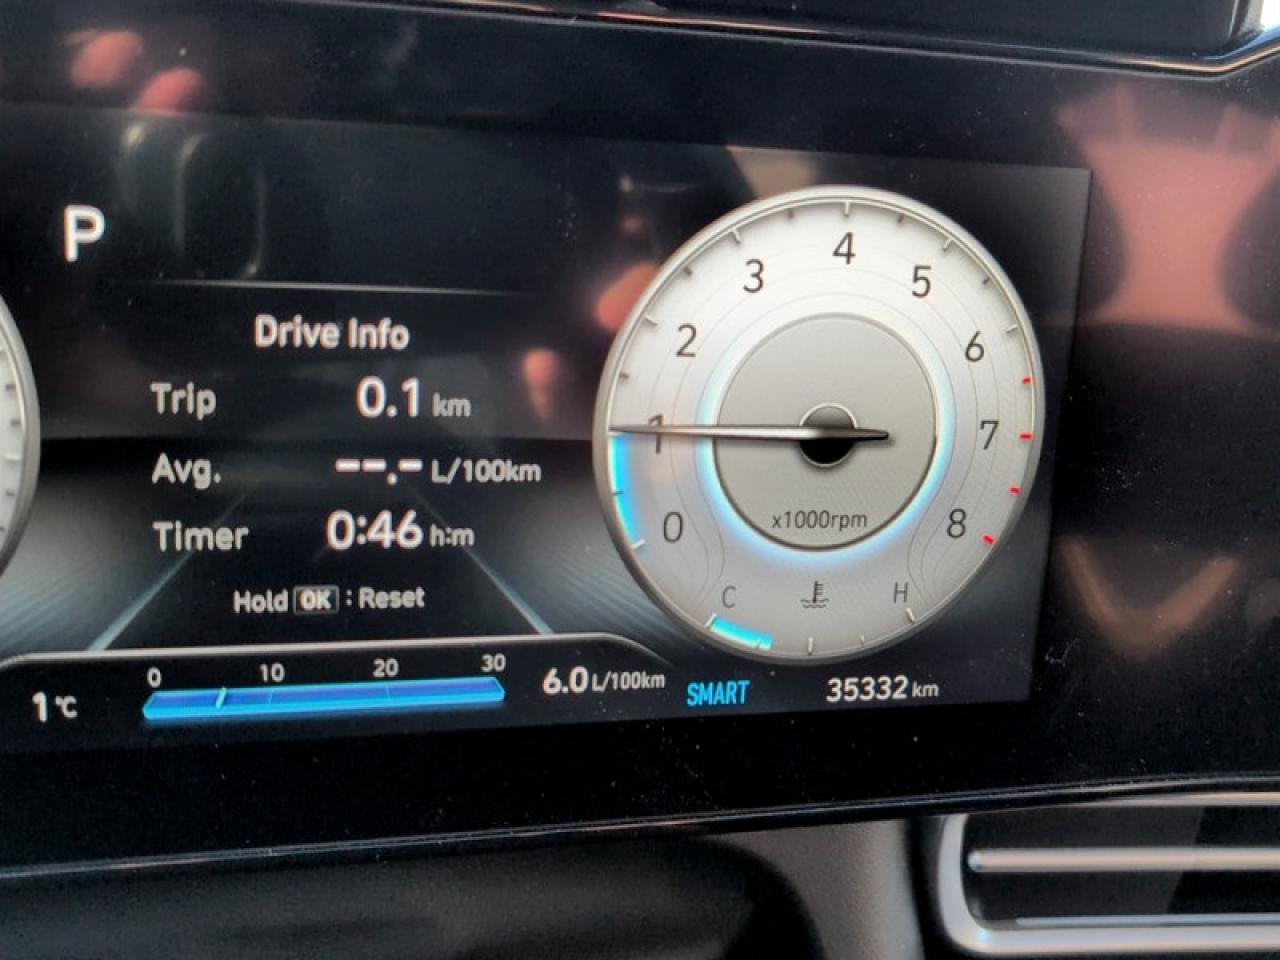 P
Drive Info
Trip 0.1 km
Avg. --.- L/100km
Timer 0:46 h:m
Hold OK : Reset
0 10 20 30
1 °C
6.0 L/100km
SMART
35332 km
0
1
2
3
4
5
6
7
8
x1000rpm
C H